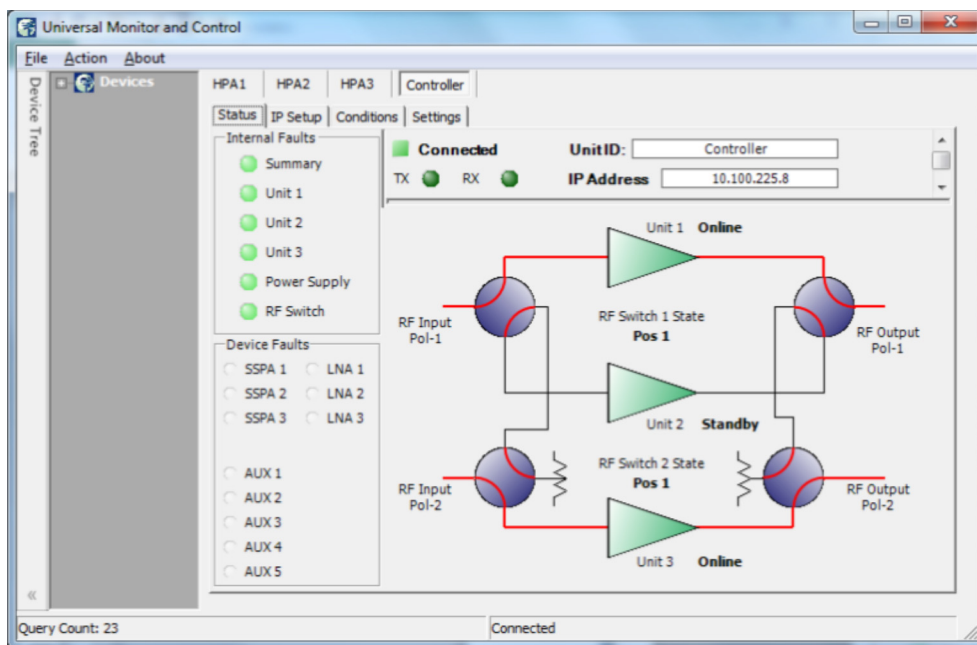 Universal Monitor and Control
File Action About
Device Tree
Devices
HPA1 HPA2 HPA3 Controller
Status IP Setup Conditions Settings
Internal Faults
Summary
Unit 1
Unit 2
Unit 3
Power Supply
RF Switch
Device Faults
SSPA 1 LNA 1
SSPA 2 LNA 2
SSPA 3 LNA 3
AUX 1
AUX 2
AUX 3
AUX 4
AUX 5
Connected UnitID: Controller
TX RX IP Address 10.100.225.8
Unit 1 Online
RF Input
Pol-1
RF Switch 1 State
Pos 1
RF Output
Pol-1
Unit 2 Standby
RF Input
Pol-2
RF Switch 2 State
Pos 1
RF Output
Pol-2
Unit 3 Online
Query Count: 23 Connected